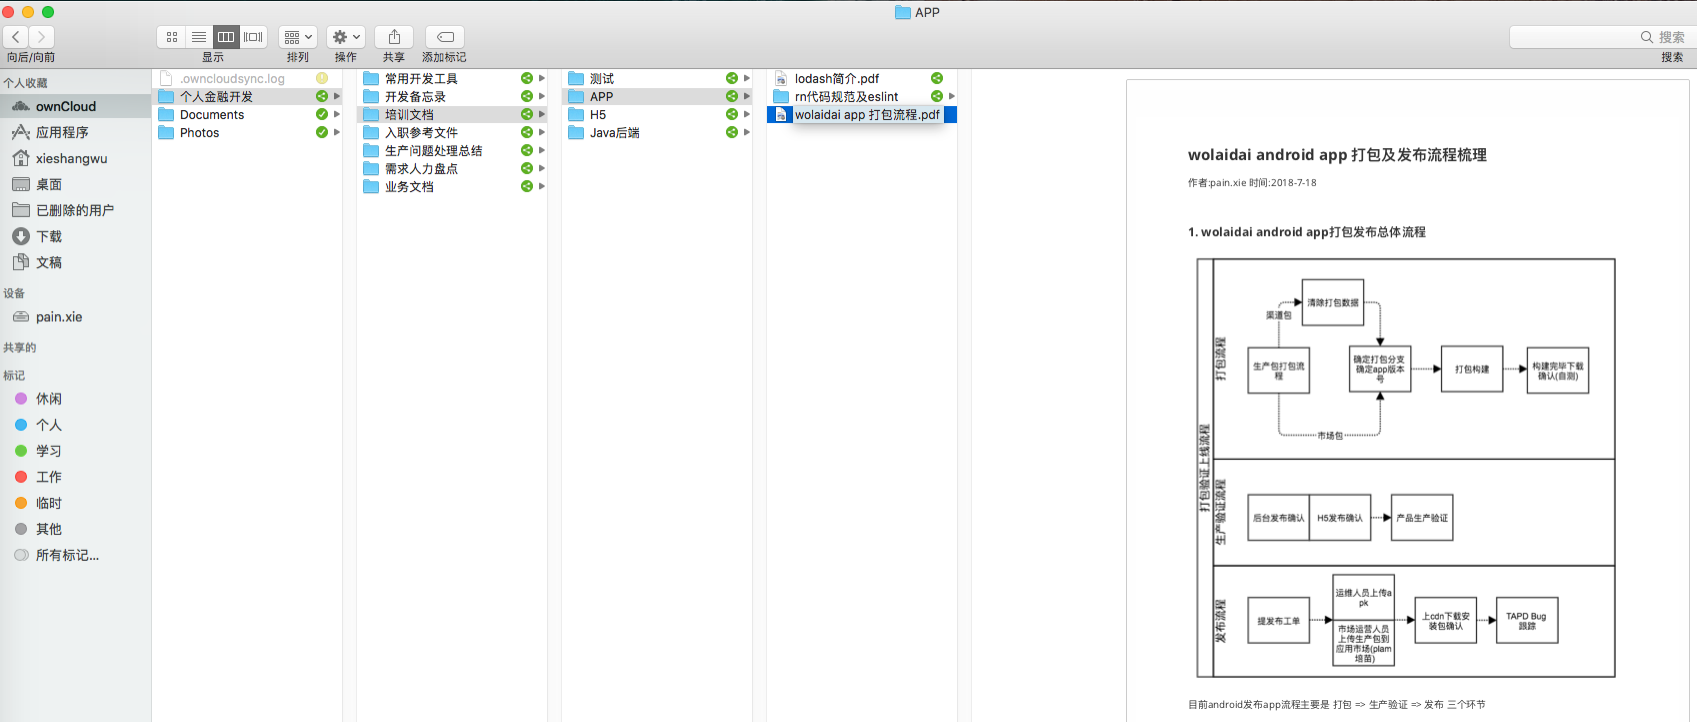 APP
搜索
向后/向前
显示
排列
操作
共享
添加标记
搜索
个人收藏
ownCloud
应用程序
xieshangwu
桌面
已删除的用户
下载
文稿
设备
pain.xie
共享的
标记
休闲
个人
学习
工作
临时
其他
所有标记...
.owncloudsync.log
个人金融开发
Documents
Photos
常用开发工具
开发备忘录
培训文档
入职参考文件
生产问题处理总结
需求人力盘点
业务文档
测试
APP
H5
Java后端
lodash简介.pdf
rn代码规范及eslint
wolaidai app 打包流程.pdf
wolaidai android app 打包及发布流程梳理
作者:pain.xie 时间:2018-7-18
1. wolaidai android app打包发布总体流程
打包验证上线流程
打包流程
清除打包数据
渠道包
生产包打包流
程
确定打包分支
确定app版本
号
打包构建
构建完毕下载
确认(自测)
市场包
生产验证流程
后台发布确认
H5发布确认
产品生产验证
发布流程
提发布工单
运维人员上传a
pk
市场运营人员
上传生产包到
应用市场(plam
培苗)
上cdn下载安
装包确认
TAPD Bug
跟踪
目前android发布app流程主要是 打包 => 生产验证 => 发布 三个环节